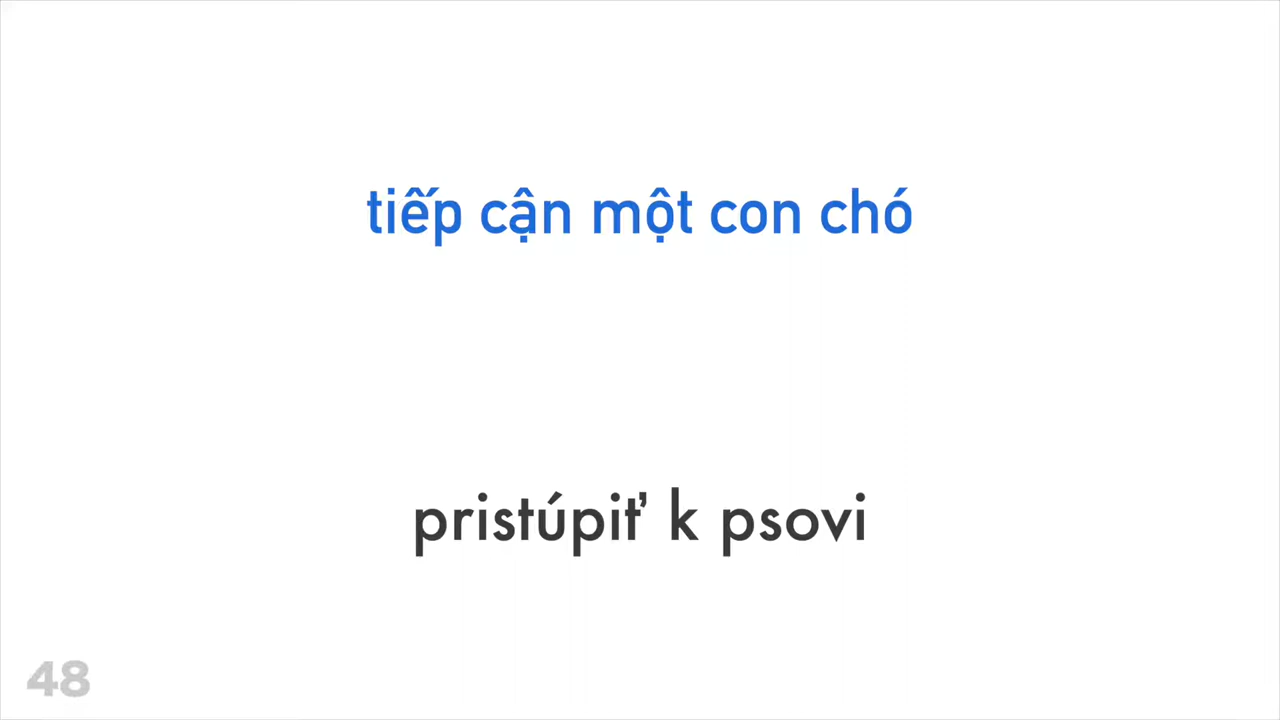 tiếp cận một con chó
pristúpiť k psovi
48